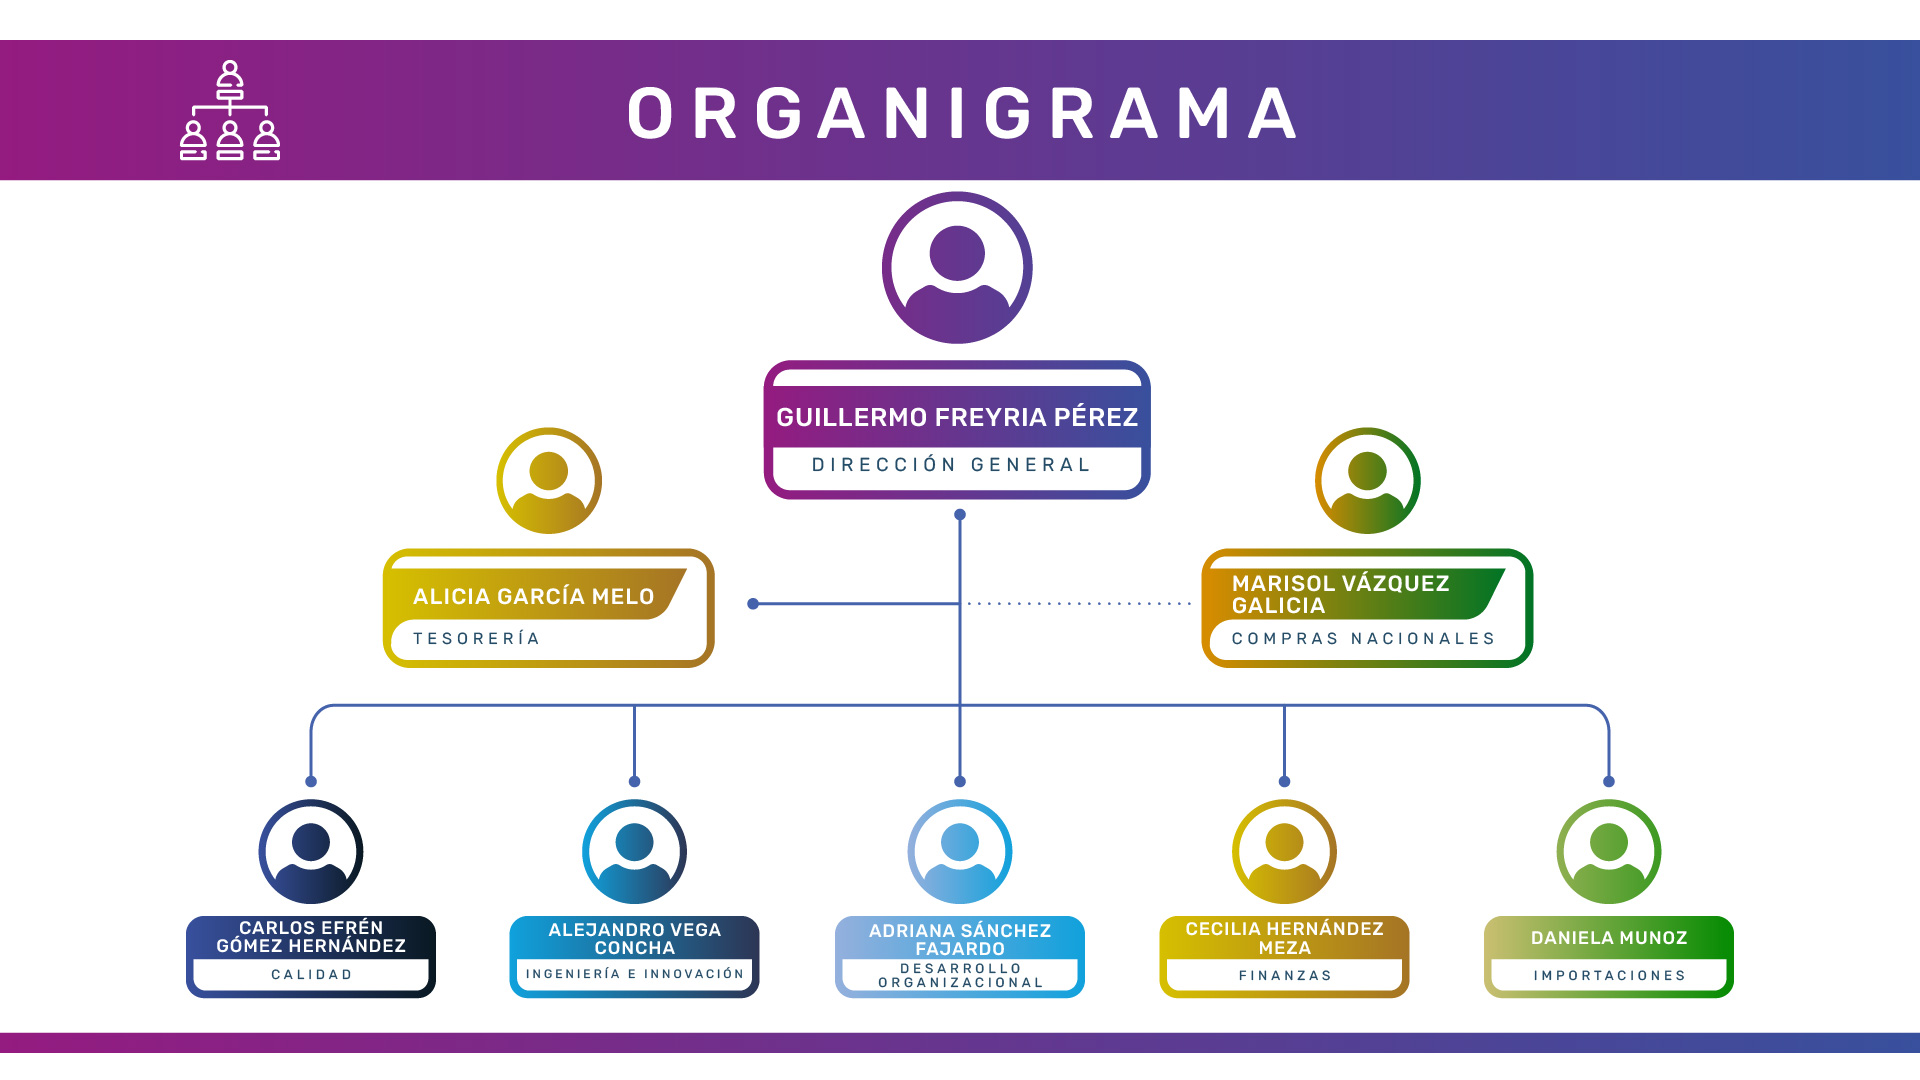 ORGANIGRAMA
GUILLERMO FREYRIA PÉREZ
DIRECCIÓN GENERAL
ALICIA GARCÍA MELO
TESORERÍA
MARISOL VÁZQUEZ
GALICIA
COMPRAS NACIONALES
CARLOS EFRÉN
GÓMEZ HERNÁNDEZ
CALIDAD
ALEJANDRO VEGA
CONCHA
INGENIERÍA E INNOVACIÓN
ADRIANA SÁNCHEZ
FAJARDO
DESARROLLO
ORGANIZACIONAL
CECILIA HERNÁNDEZ
MEZA
FINANZAS
DANIELA MUNOZ
IMPORTACIONES